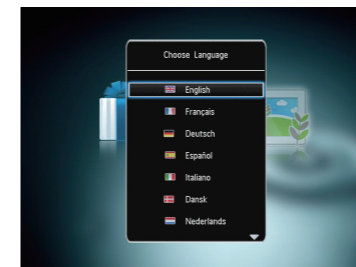 Choose Language
English
Français
Deutsch
Español
Italiano
Dansk
Nederlands